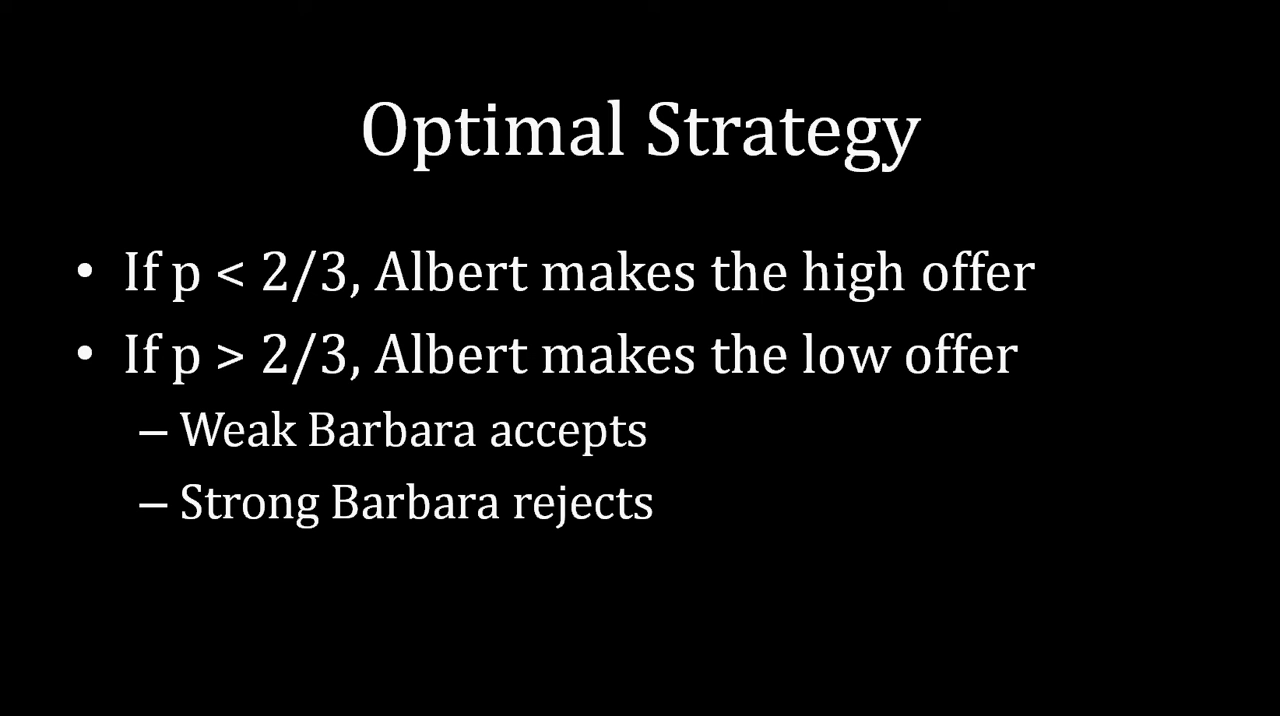 Optimal Strategy
• If p < 2/3, Albert makes the high offer
• If p > 2/3, Albert makes the low offer
– Weak Barbara accepts
– Strong Barbara rejects